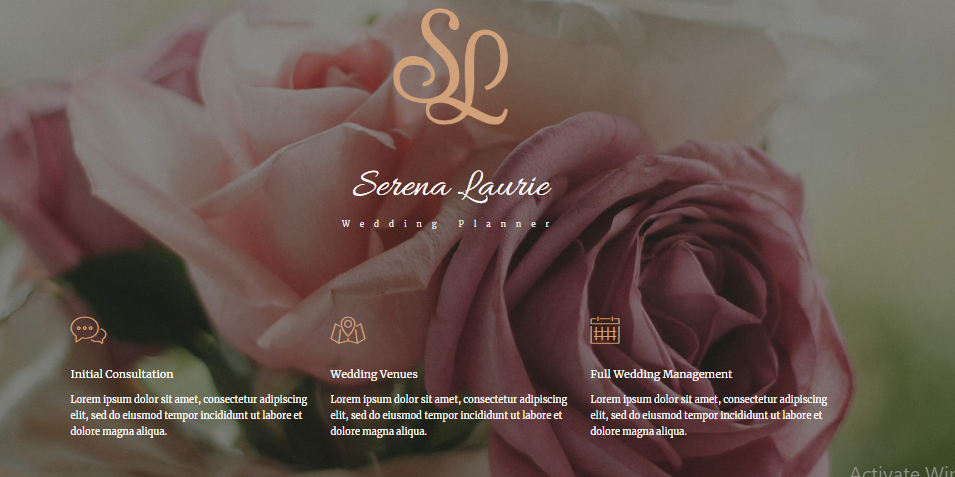 SL
Serena Laurie
Wedding Planner
Initial Consultation
Lorem ipsum dolor sit amet, consectetur adipiscing
elit, sed do eiusmod tempor incididunt ut labore et
dolore magna aliqua.
Wedding Venues
Lorem ipsum dolor sit amet, consectetur adipiscing
elit, sed do eiusmod tempor incididunt ut labore et
dolore magna aliqua.
Full Wedding Management
Lorem ipsum dolor sit amet, consectetur adipiscing
elit, sed do eiusmod tempor incididunt ut labore et
dolore magna aliqua.
Activate